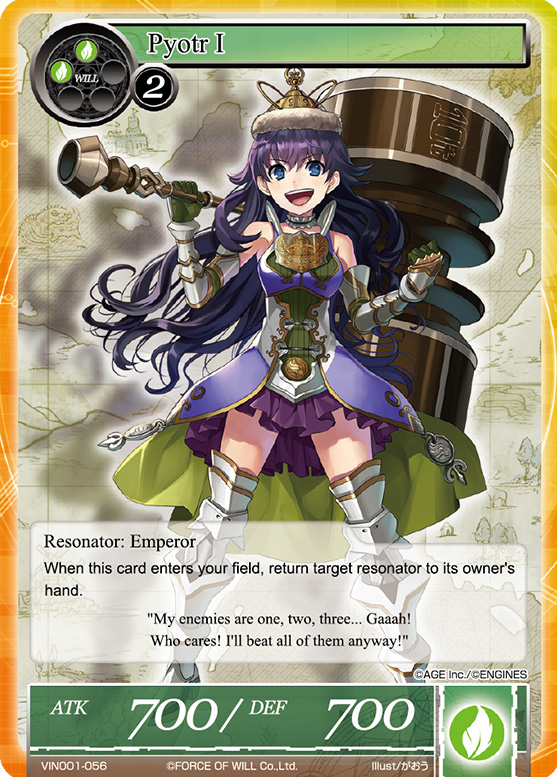 Pyotr I
WILL
2
Resonator: Emperor
When this card enters your field, return target resonator to its owner's
hand.
"My enemies are one, two, three... Gaaah!
Who cares! I'll beat all of them anyway!"
©AGE Inc./©ENGINES
ATK 700 / DEF 700
VIN001-056 ©FORCE OF WILL Co.,Ltd. Illust/がおう